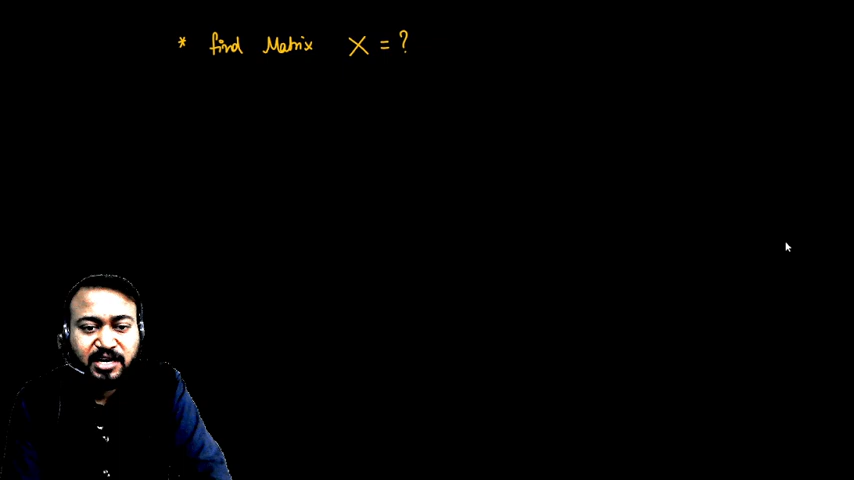 * find Matrix X = ?